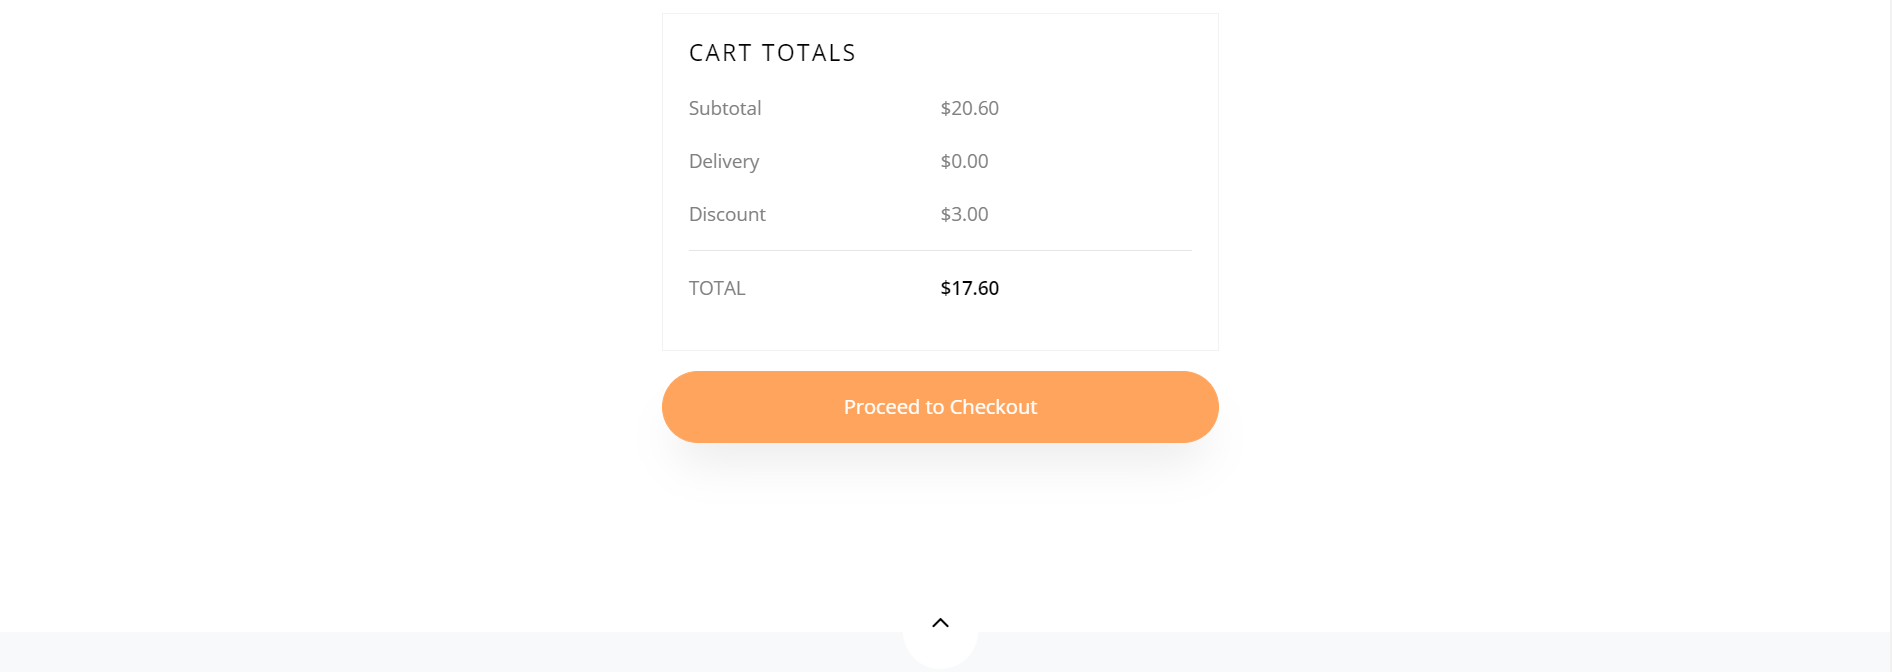 CART TOTALS
Subtotal $20.60
Delivery $0.00
Discount $3.00
TOTAL $17.60
Proceed to Checkout